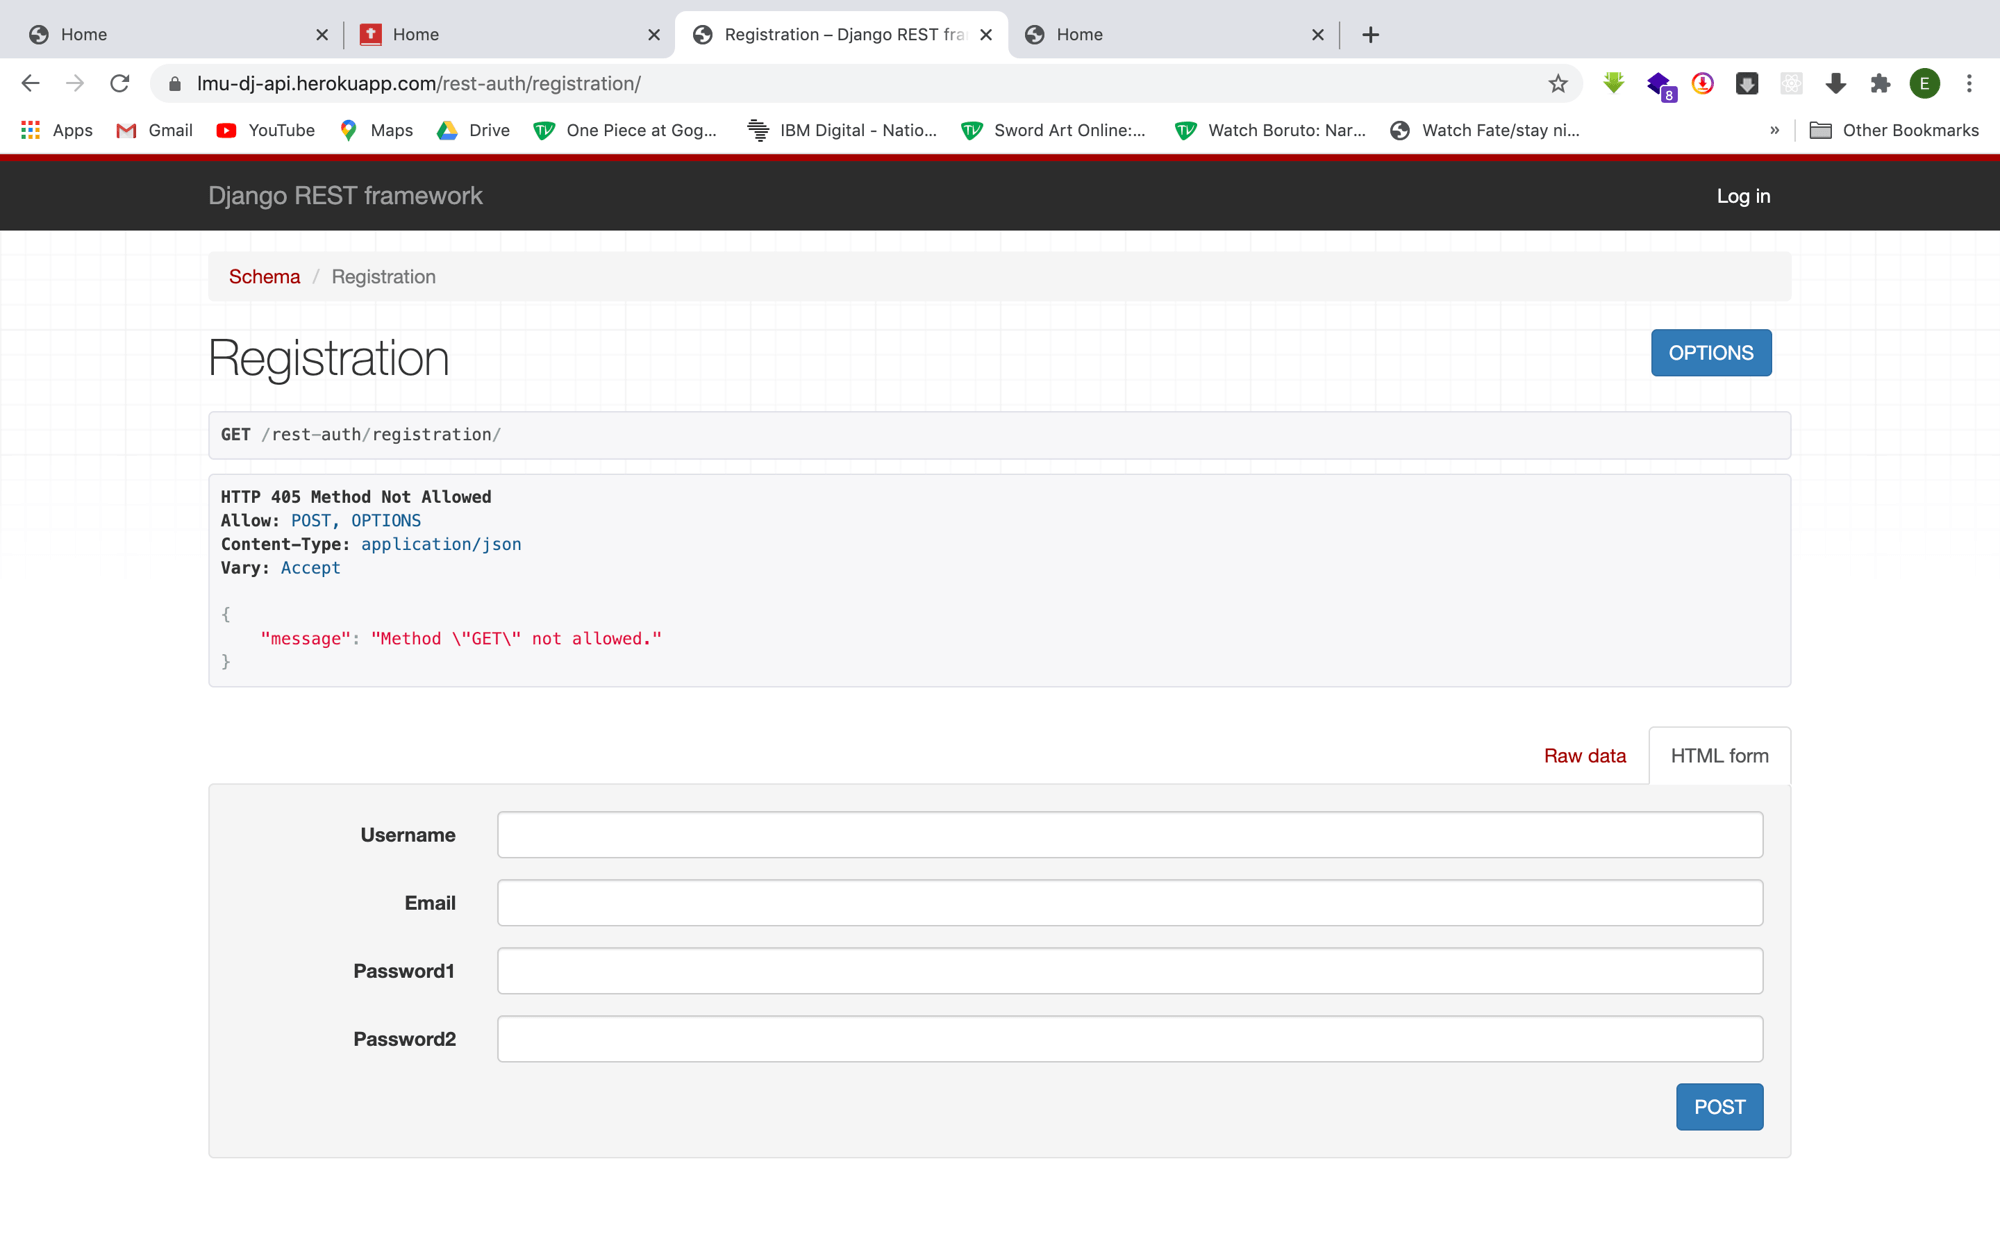 Home
Home
Registration – Django REST fra
Home
lmu-dj-api.herokuapp.com/rest-auth/registration/
8
E
Apps
Gmail
YouTube
Maps
Drive
One Piece at Gog...
IBM Digital - Natio...
Sword Art Online:...
Watch Boruto: Nar...
Watch Fate/stay ni...
»
Other Bookmarks
Django REST framework
Log in
Schema / Registration
Registration
OPTIONS
GET /rest-auth/registration/
HTTP 405 Method Not Allowed
Allow: POST, OPTIONS
Content-Type: application/json
Vary: Accept
{
"message": "Method \"GET\" not allowed."
}
Raw data
HTML form
Username
Email
Password1
Password2
POST